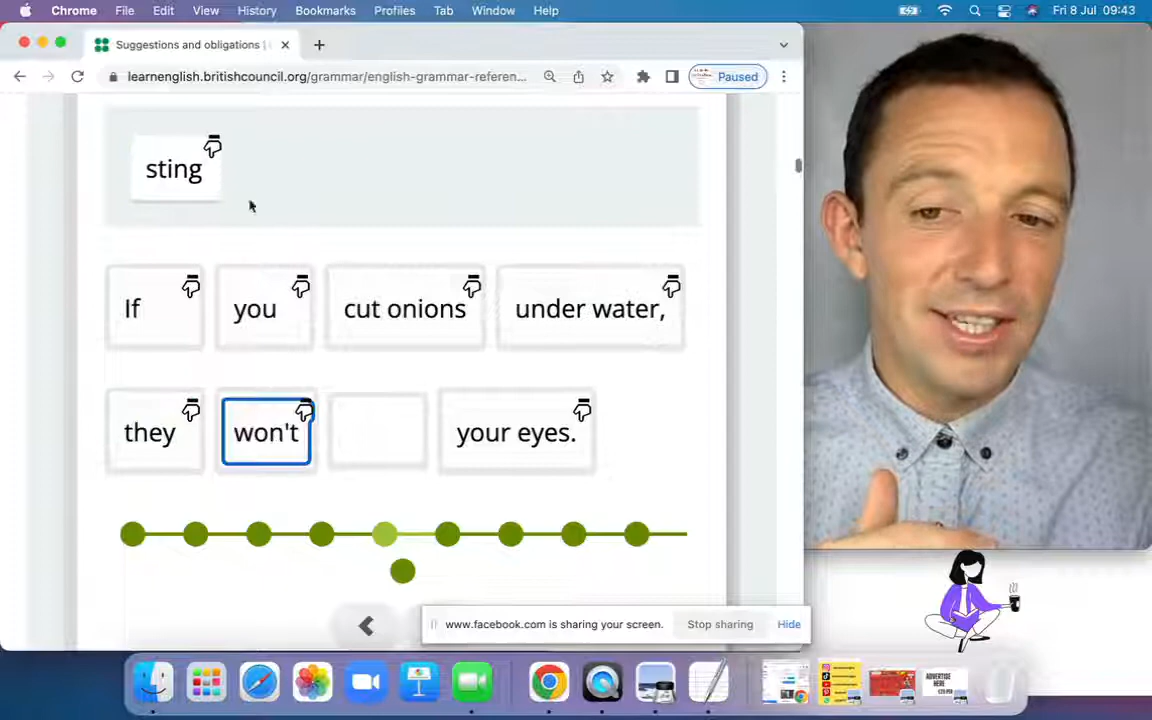 Chrome File Edit View History Bookmarks Profiles Tab Window Help Fri 8 Jul 09:43
Suggestions and obligations |
learnenglish.britishcouncil.org/grammar/english-grammar-referen... Paused
sting
If you cut onions under water,
they won't your eyes.
www.facebook.com is sharing your screen. Stop sharing Hide
ADVERTISE
HERE